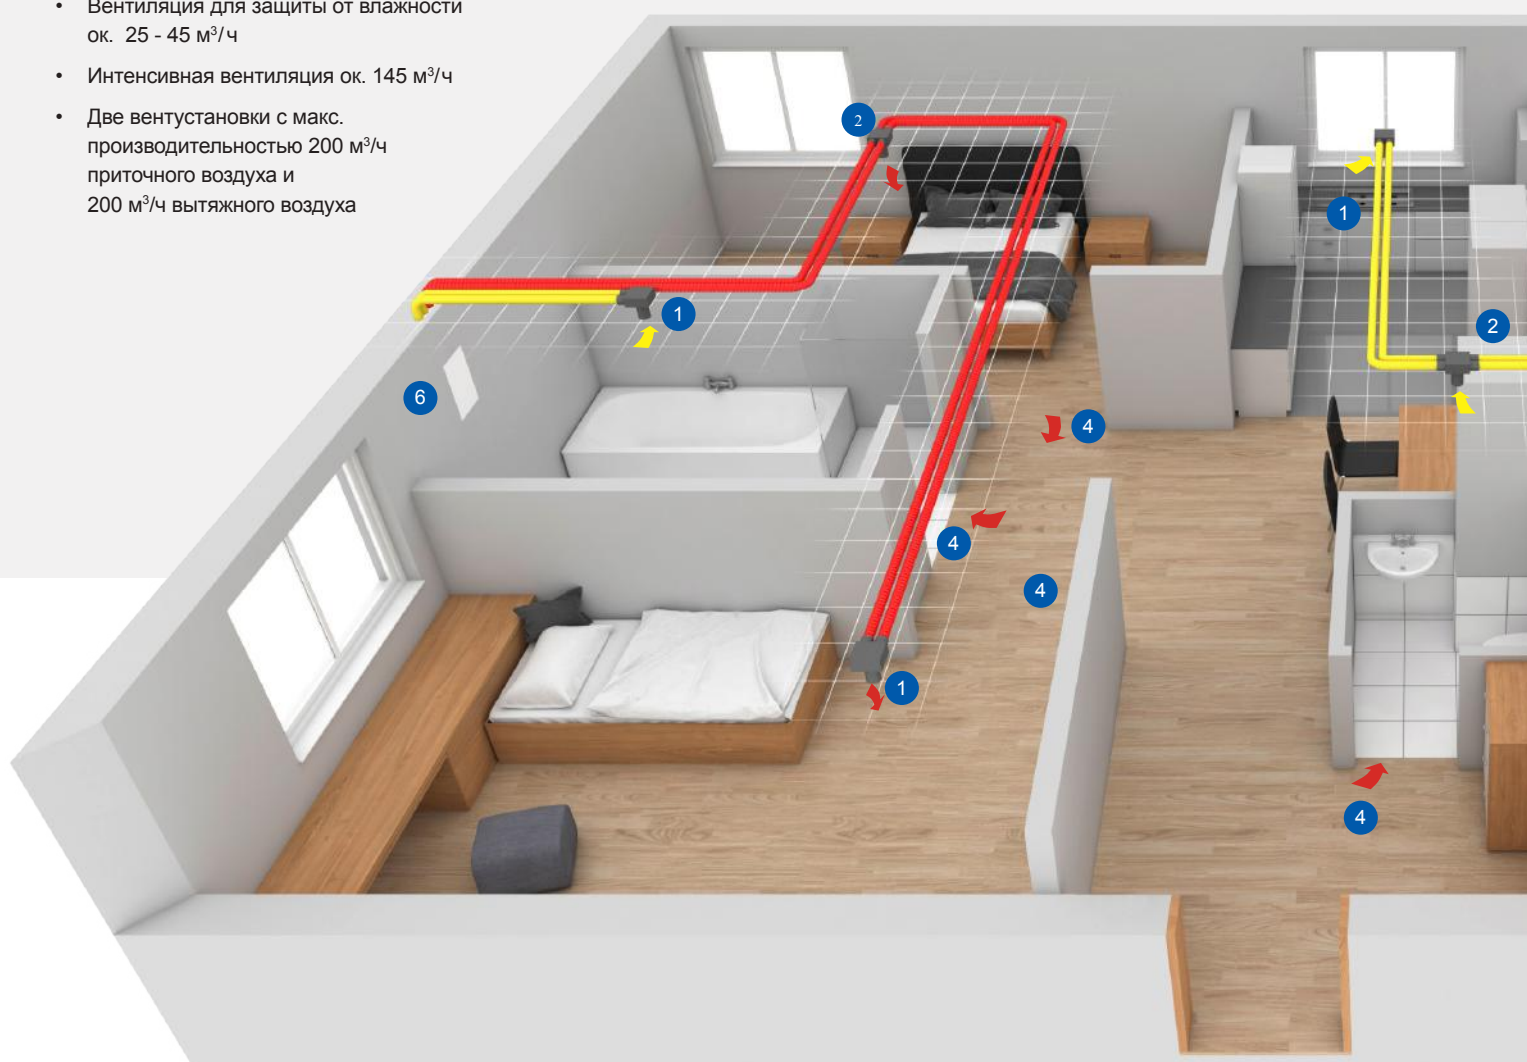 • Вентиляция для защиты от влажности
ок. 25 - 45 м³/ч
• Интенсивная вентиляция ок. 145 м³/ч
• Две вентустановки с макс.
производительностью 200 м³/ч
приточного воздуха и
200 м³/ч вытяжного воздуха
2
1
1
2
6
4
4
4
1
4